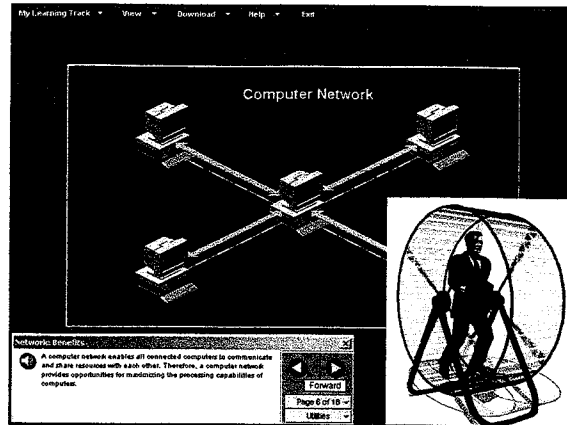 My Learning Track View Download Help Exit
Computer Network
Network Benefits
A computer network enables all connected computers to communicate
and share resources with each other. Therefore, a computer network
provides opportunities for maximizing the processing capabilities of
computers.
Forward
Page 6 of 18
Utilities